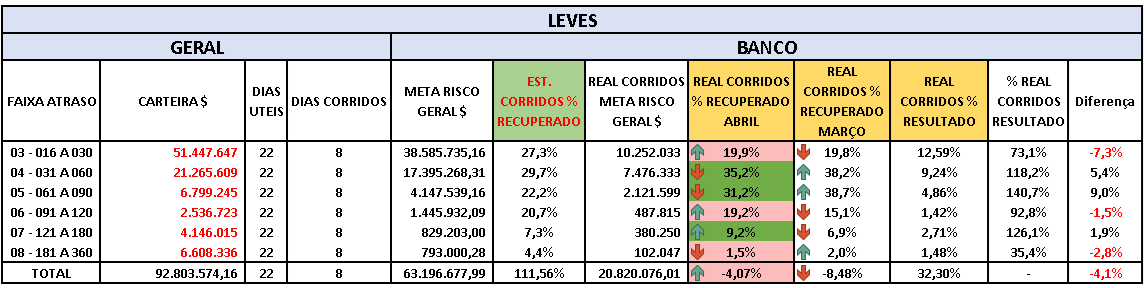 LEVES
GERAL BANCO
FAIXA ATRASO CARTEIRA $ DIAS UTEIS DIAS CORRIDOS META RISCO GERAL $ EST. CORRIDOS % RECUPERADO REAL CORRIDOS META RISCO GERAL $ REAL CORRIDOS % RECUPERADO ABRIL REAL CORRIDOS % RECUPERADO MARÇO REAL CORRIDOS % RESULTADO % REAL CORRIDOS RESULTADO Diferença
03 - 016 A 030 51.447.647 22 8 38.585.735,16 27,3% 10.252.033 19,9% 19,8% 12,59% 73,1% -7,3%
04 - 031 A 060 21.265.609 22 8 17.395.268,31 29,7% 7.476.333 35,2% 38,2% 9,24% 118,2% 5,4%
05 - 061 A 090 6.799.245 22 8 4.147.539,16 22,2% 2.121.599 31,2% 38,7% 4,86% 140,7% 9,0%
06 - 091 A 120 2.536.723 22 8 1.445.932,09 20,7% 487.815 19,2% 15,1% 1,42% 92,8% -1,5%
07 - 121 A 180 4.146.015 22 8 829.203,00 7,3% 380.250 9,2% 6,9% 2,71% 126,1% 1,9%
08 - 181 A 360 6.608.336 22 8 793.000,28 4,4% 102.047 1,5% 2,0% 1,48% 35,4% -2,8%
TOTAL 92.803.574,16 22 8 63.196.677,99 111,56% 20.820.076,01 -4,07% -8,48% 32,30% - -4,1%